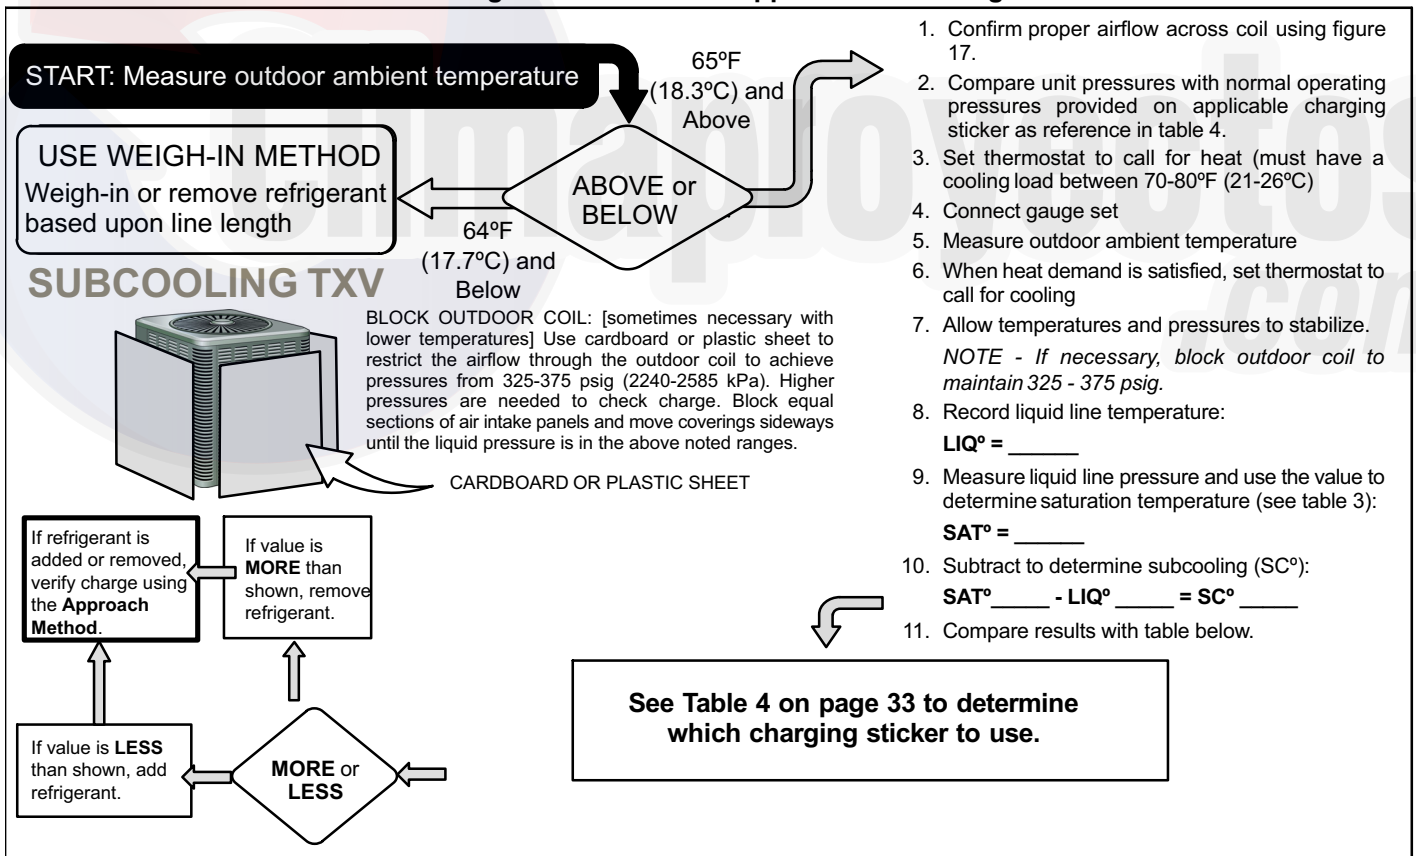 START: Measure outdoor ambient temperature
65ºF
(18.3ºC) and
Above
ABOVE or
BELOW
64ºF
(17.7ºC) and
Below
USE WEIGH-IN METHOD
Weigh-in or remove refrigerant
based upon line length
SUBCOOLING TXV
BLOCK OUTDOOR COIL: [sometimes necessary with
lower temperatures] Use cardboard or plastic sheet to
restrict the airflow through the outdoor coil to achieve
pressures from 325-375 psig (2240-2585 kPa). Higher
pressures are needed to check charge. Block equal
sections of air intake panels and move coverings sideways
until the liquid pressure is in the above noted ranges.
CARDBOARD OR PLASTIC SHEET
1. Confirm proper airflow across coil using figure
17.
2. Compare unit pressures with normal operating
pressures provided on applicable charging
sticker as reference in table 4.
3. Set thermostat to call for heat (must have a
cooling load between 70-80ºF (21-26ºC)
4. Connect gauge set
5. Measure outdoor ambient temperature
6. When heat demand is satisfied, set thermostat to
call for cooling
7. Allow temperatures and pressures to stabilize.
NOTE - If necessary, block outdoor coil to
maintain 325 - 375 psig.
8. Record liquid line temperature:
LIQº = ______
9. Measure liquid line pressure and use the value to
determine saturation temperature (see table 3):
SATº = ______
10. Subtract to determine subcooling (SCº):
SATº_____ - LIQº _____ = SCº _____
11. Compare results with table below.
See Table 4 on page 33 to determine
which charging sticker to use.
MORE or
LESS
If value is
MORE than
shown, remove
refrigerant.
If value is LESS
than shown, add
refrigerant.
If refrigerant is
added or removed,
verify charge using
the Approach
Method.
Climaproyectos
.com